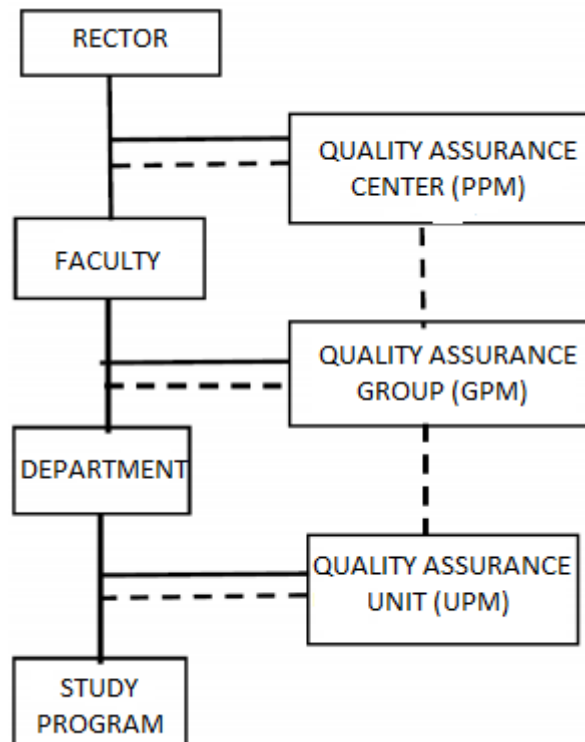 RECTOR
QUALITY ASSURANCE
CENTER (PPM)
FACULTY
QUALITY ASSURANCE
GROUP (GPM)
DEPARTMENT
QUALITY ASSURANCE
UNIT (UPM)
STUDY
PROGRAM